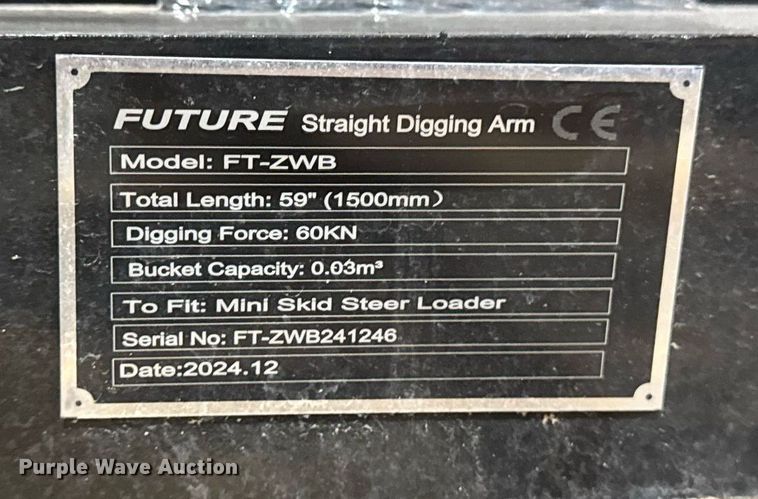 FUTURE Straight Digging Arm CE
Model: FT-ZWB
Total Length: 59" (1500mm）
Digging Force: 60KN
Bucket Capacity: 0.03m³
To Fit: Mini Skid Steer Loader
Serial No: FT-ZWB241246
Date:2024.12
Purple Wave Auction